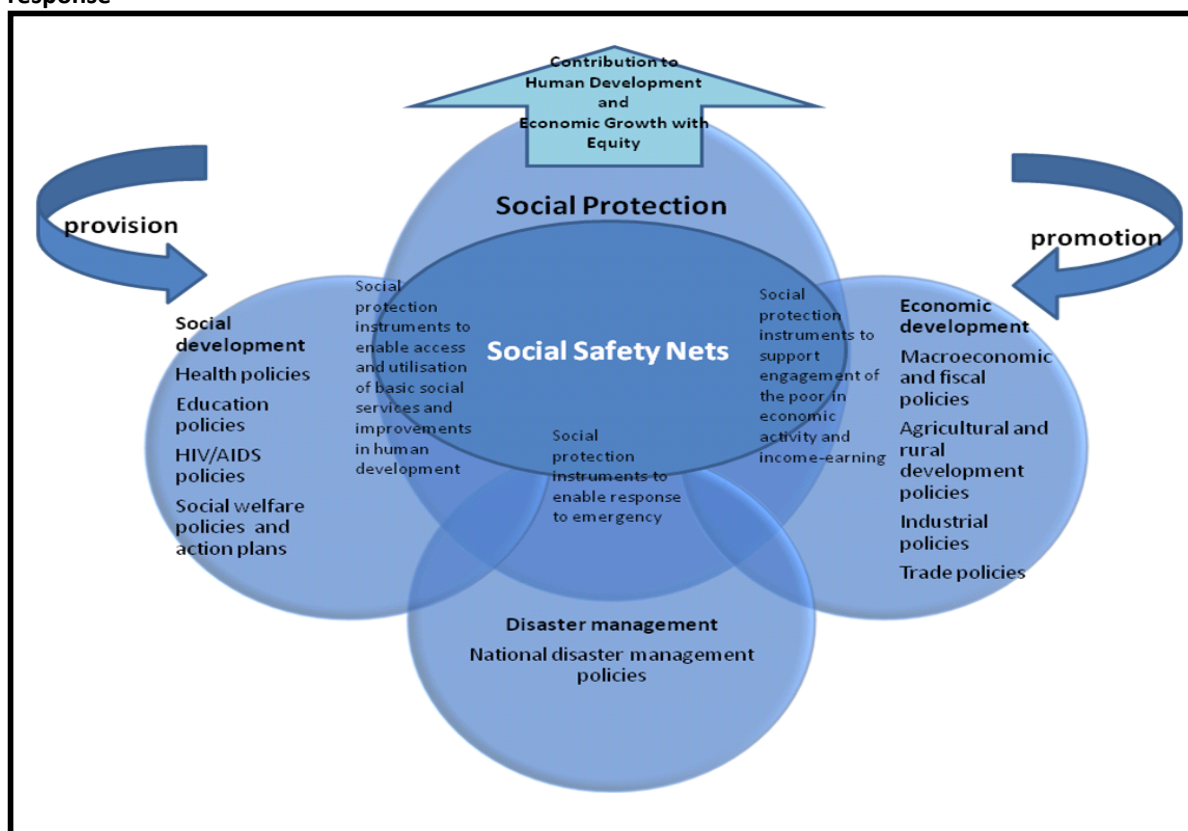 response
Contribution to
Human Development
and
Economic Growth with
Equity
provision
promotion
Social Protection
Social Safety Nets
Social
protection
instruments to
enable access
and utilisation
of basic social
services and
improvements
in human
development
Social
protection
instruments to
support
engagement of
the poor in
economic
activity and
income-earning
Social
protection
instruments to
enable response
to emergency
Social
development
Health policies
Education
policies
HIV/AIDS
policies
Social welfare
policies and
action plans
Economic
development
Macroeconomic
and fiscal
policies
Agricultural and
rural
development
policies
Industrial
policies
Trade policies
Disaster management
National disaster management
policies